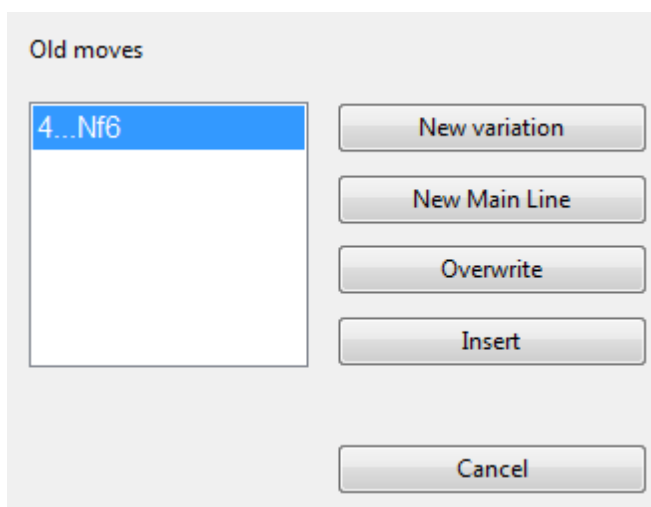 Old moves
4...Nf6
New variation
New Main Line
Overwrite
Insert
Cancel